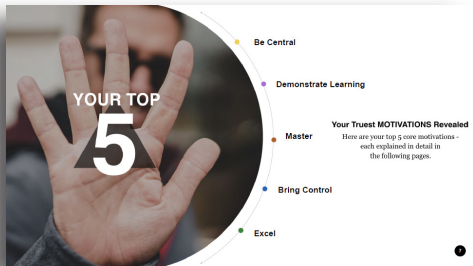 YOUR TOP
5
Be Central
Demonstrate Learning
Master
Bring Control
Excel
Your Truest MOTIVATIONS Revealed
Here are your top 5 core motivations -
each explained in detail in
the following pages.
7